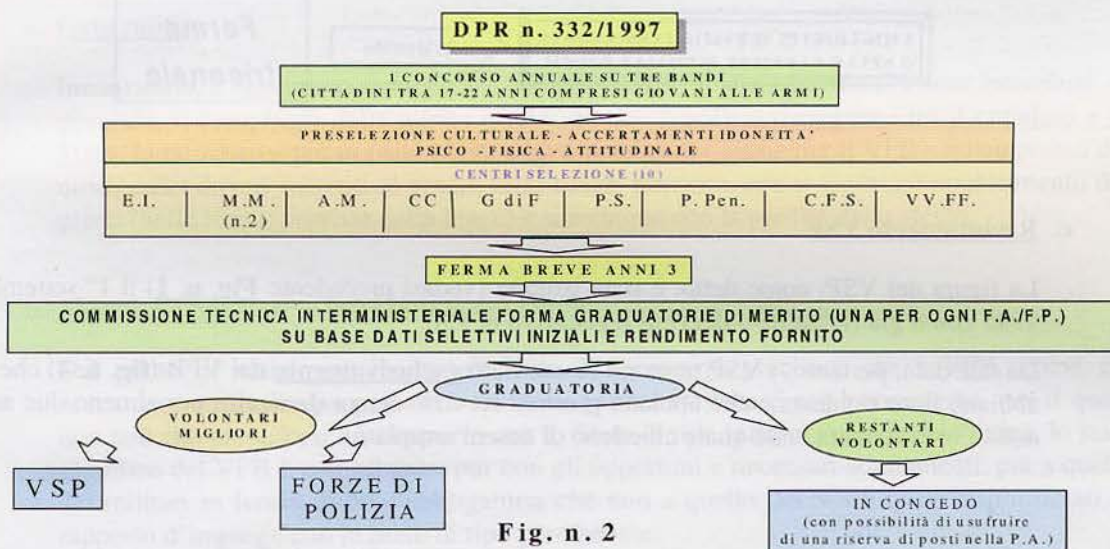 Ferma
triennale
DPR n. 332/1997
1 CONCORSO ANNUALE SU TRE BANDI
(CITTADINI TRA 17-22 ANNI COMPRESI GIOVANI ALLE ARMI)
PRESELEZIONE CULTURALE - ACCERTAMENTI IDONEITA'
PSICO - FISICA - ATTITUDINALE
CENTRI SELEZIONE (10)
E.I. M.M. A.M. CC G di F P.S. P. Pen. C.F.S. VV.FF.
(n.2)
FERMA BREVE ANNI 3
COMMISSIONE TECNICA INTERMINISTERIALE FORMA GRADUATORIE DI MERITO (UNA PER OGNI F.A./F.P.)
SU BASE DATI SELETTIVI INIZIALI E RENDIMENTO FORNITO
GRADUATORIA
VOLONTARI
MIGLIORI
RESTANTI
VOLONTARI
VSP
FORZE DI
POLIZIA
IN CONGEDO
(con possibilità di usufruire
di una riserva di posti nella P.A.)
Fig. n. 2